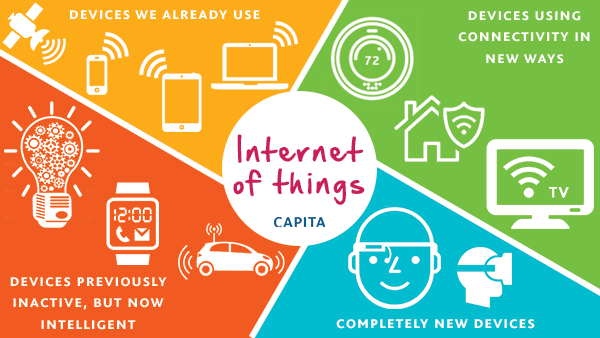 DEVICES WE ALREADY USE
DEVICES USING
CONNECTIVITY IN
NEW WAYS
72
Internet
of things
CAPITA
TV
12:00
DEVICES PREVIOUSLY
INACTIVE, BUT NOW
INTELLIGENT
COMPLETELY NEW DEVICES